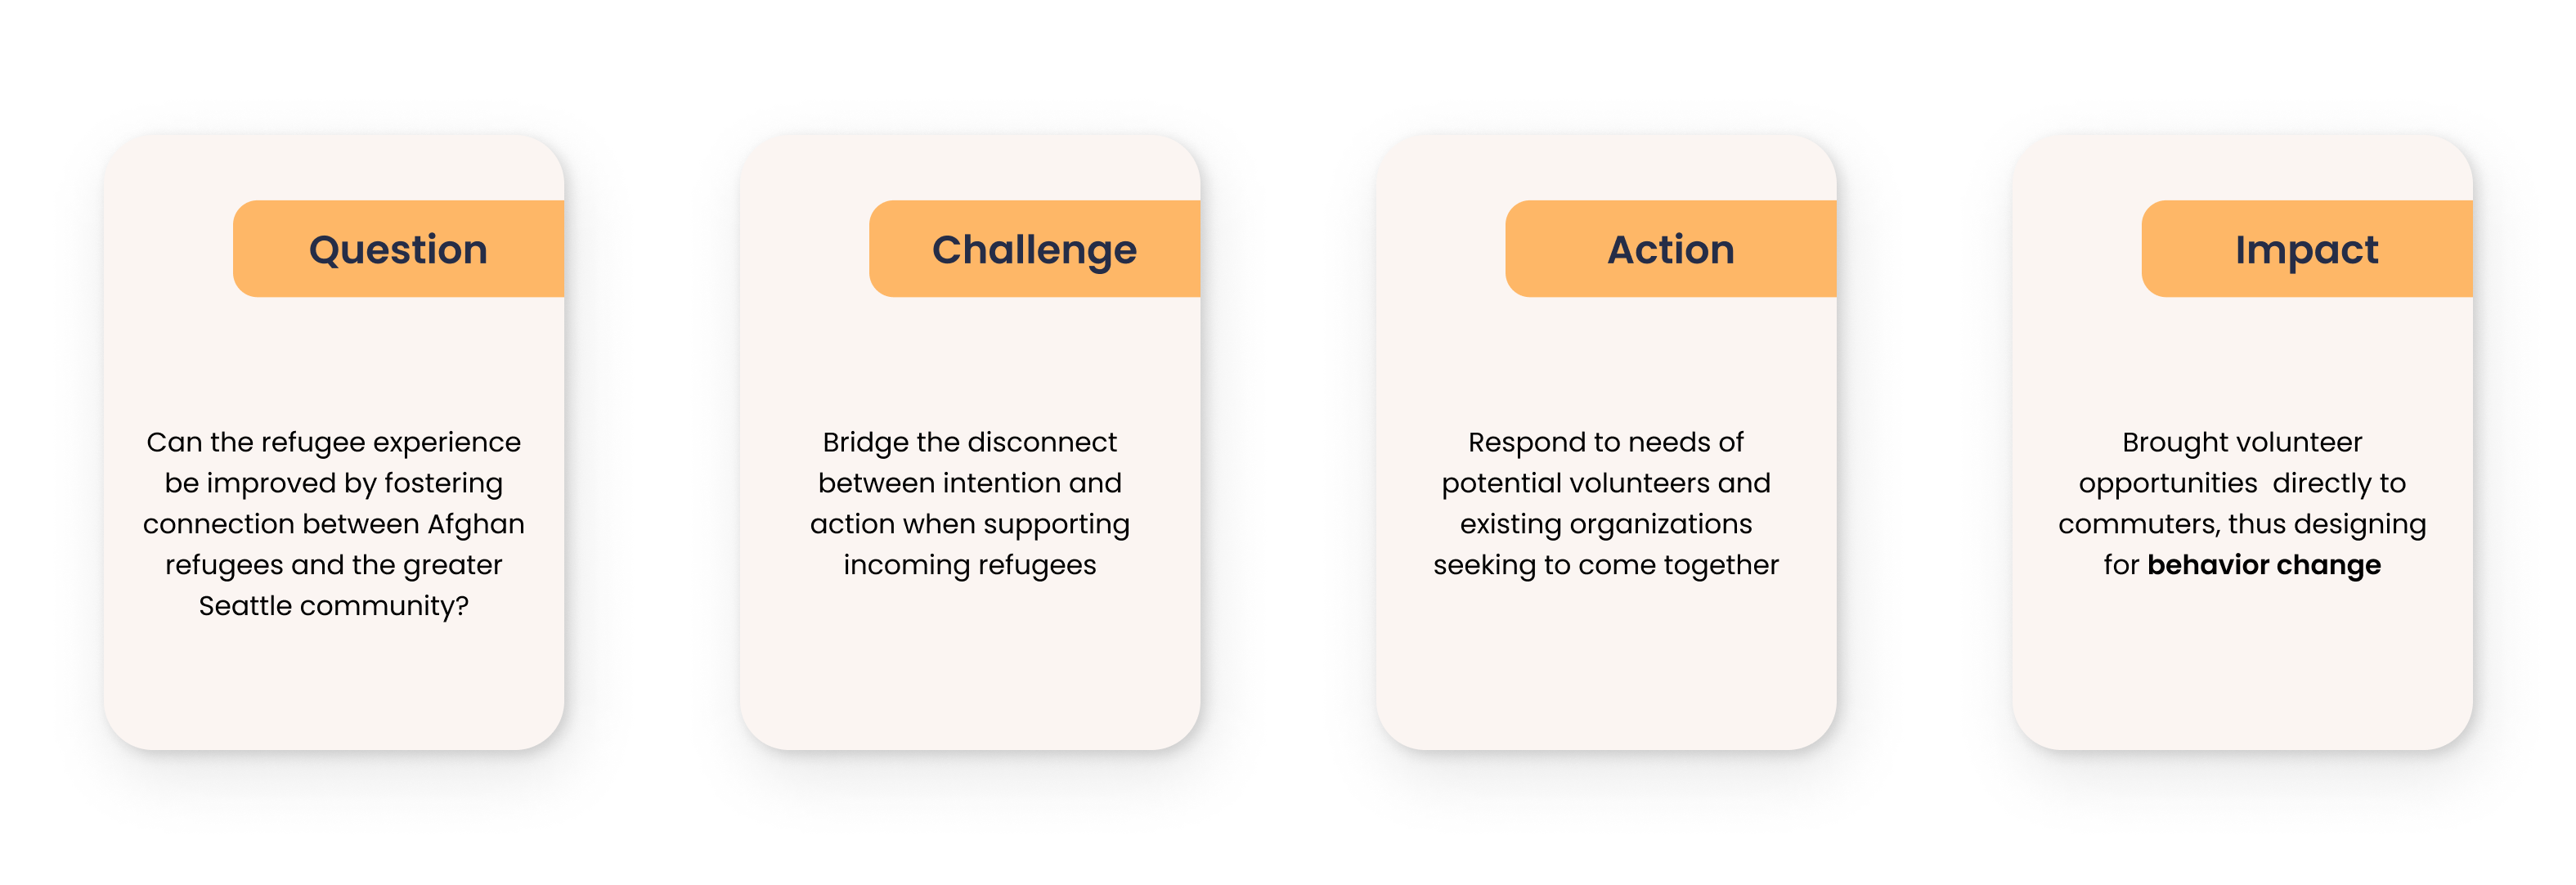 Question
Can the refugee experience
be improved by fostering
connection between Afghan
refugees and the greater
Seattle community?
Challenge
Bridge the disconnect
between intention and
action when supporting
incoming refugees
Action
Respond to needs of
potential volunteers and
existing organizations
seeking to come together
Impact
Brought volunteer
opportunities  directly to
commuters, thus designing
for behavior change